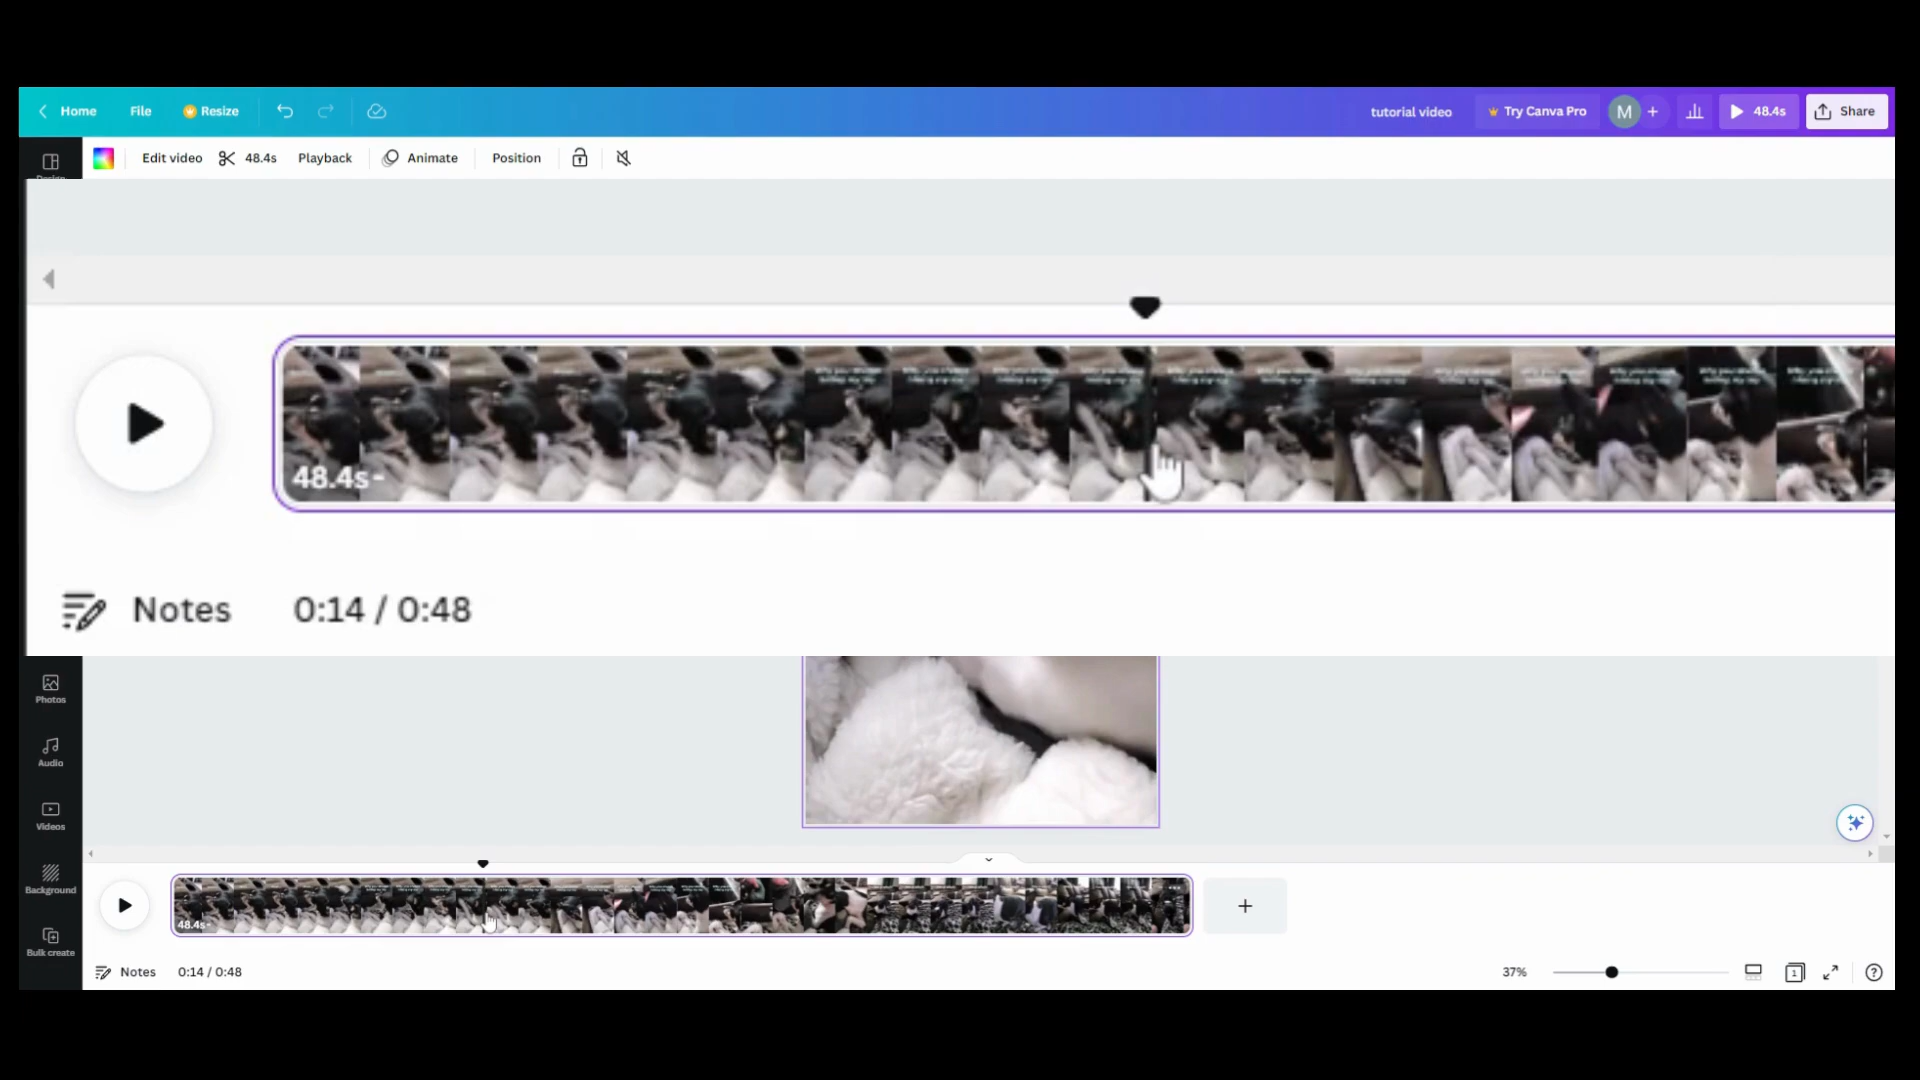 Home File Resize tutorial video Try Canva Pro M + 48.4s Share
Edit video 48.4s Playback Animate Position
48.4s
Notes 0:14 / 0:48
Photos
Audio
Videos
Background
Bulk create
48.4s
+
Notes 0:14 / 0:48 37% 1 ?